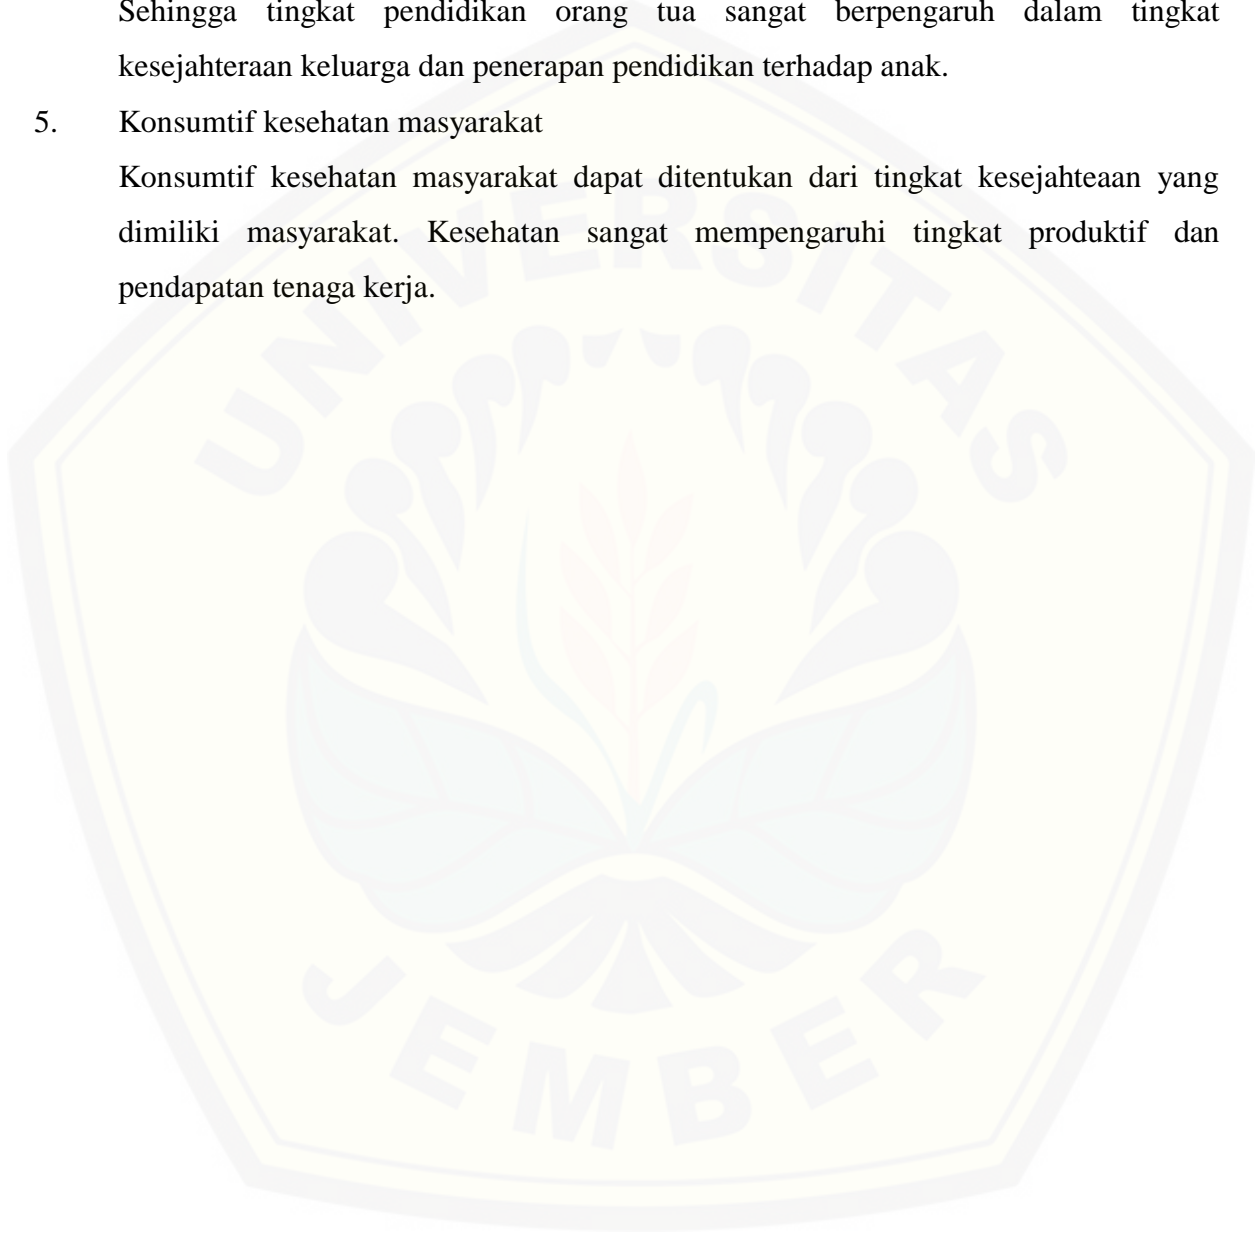 Sehingga tingkat pendidikan orang tua sangat berpengaruh dalam tingkat
kesejahteraan keluarga dan penerapan pendidikan terhadap anak.
5. Konsumtif kesehatan masyarakat
Konsumtif kesehatan masyarakat dapat ditentukan dari tingkat kesejahteaan yang
dimiliki masyarakat. Kesehatan sangat mempengaruhi tingkat produktif dan
pendapatan tenaga kerja.
UNIVERSITAS
JEMBER